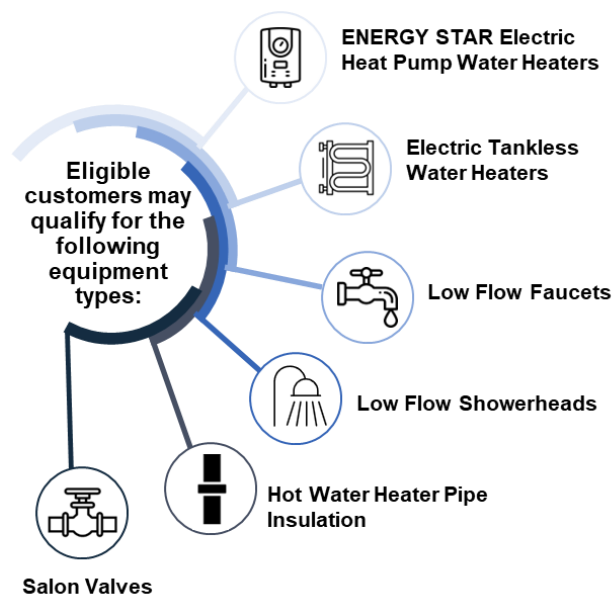 ENERGY STAR Electric
Heat Pump Water Heaters
Eligible
customers may
qualify for the
following
equipment
types:
Electric Tankless
Water Heaters
Low Flow Faucets
Low Flow Showerheads
Hot Water Heater Pipe
Insulation
Salon Valves